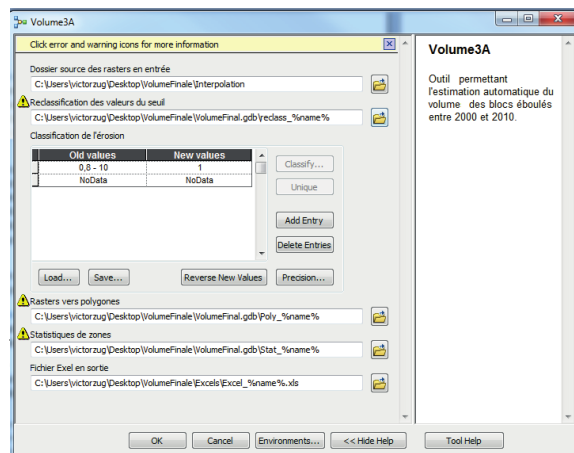 Volume3A
Click error and warning icons for more information
Dossier source des rasters en entrée
C:\Users\victorzug\Desktop\VolumeFinale\Interpolation
Reclassification des valeurs du seuil
C:\Users\victorzug\Desktop\VolumeFinale\VolumeFinal.gdb\reclass_%name%
Classification de l'érosion
Old values New values
0,8 - 10 1
NoData NoData
Classify...
Unique
Add Entry
Delete Entries
Load... Save... Reverse New Values Precision...
Rasters vers polygones
C:\Users\victorzug\Desktop\VolumeFinale\VolumeFinal.gdb\Poly_%name%
Statistiques de zones
C:\Users\victorzug\Desktop\VolumeFinale\VolumeFinal.gdb\Stat_%name%
Fichier Exel en sortie
C:\Users\victorzug\Desktop\VolumeFinale\Excels\Excel_%name%.xls
OK Cancel Environments... << Hide Help Tool Help
Volume3A
Outil permettant
l'estimation automatique du
volume des blocs éboulés
entre 2000 et 2010.